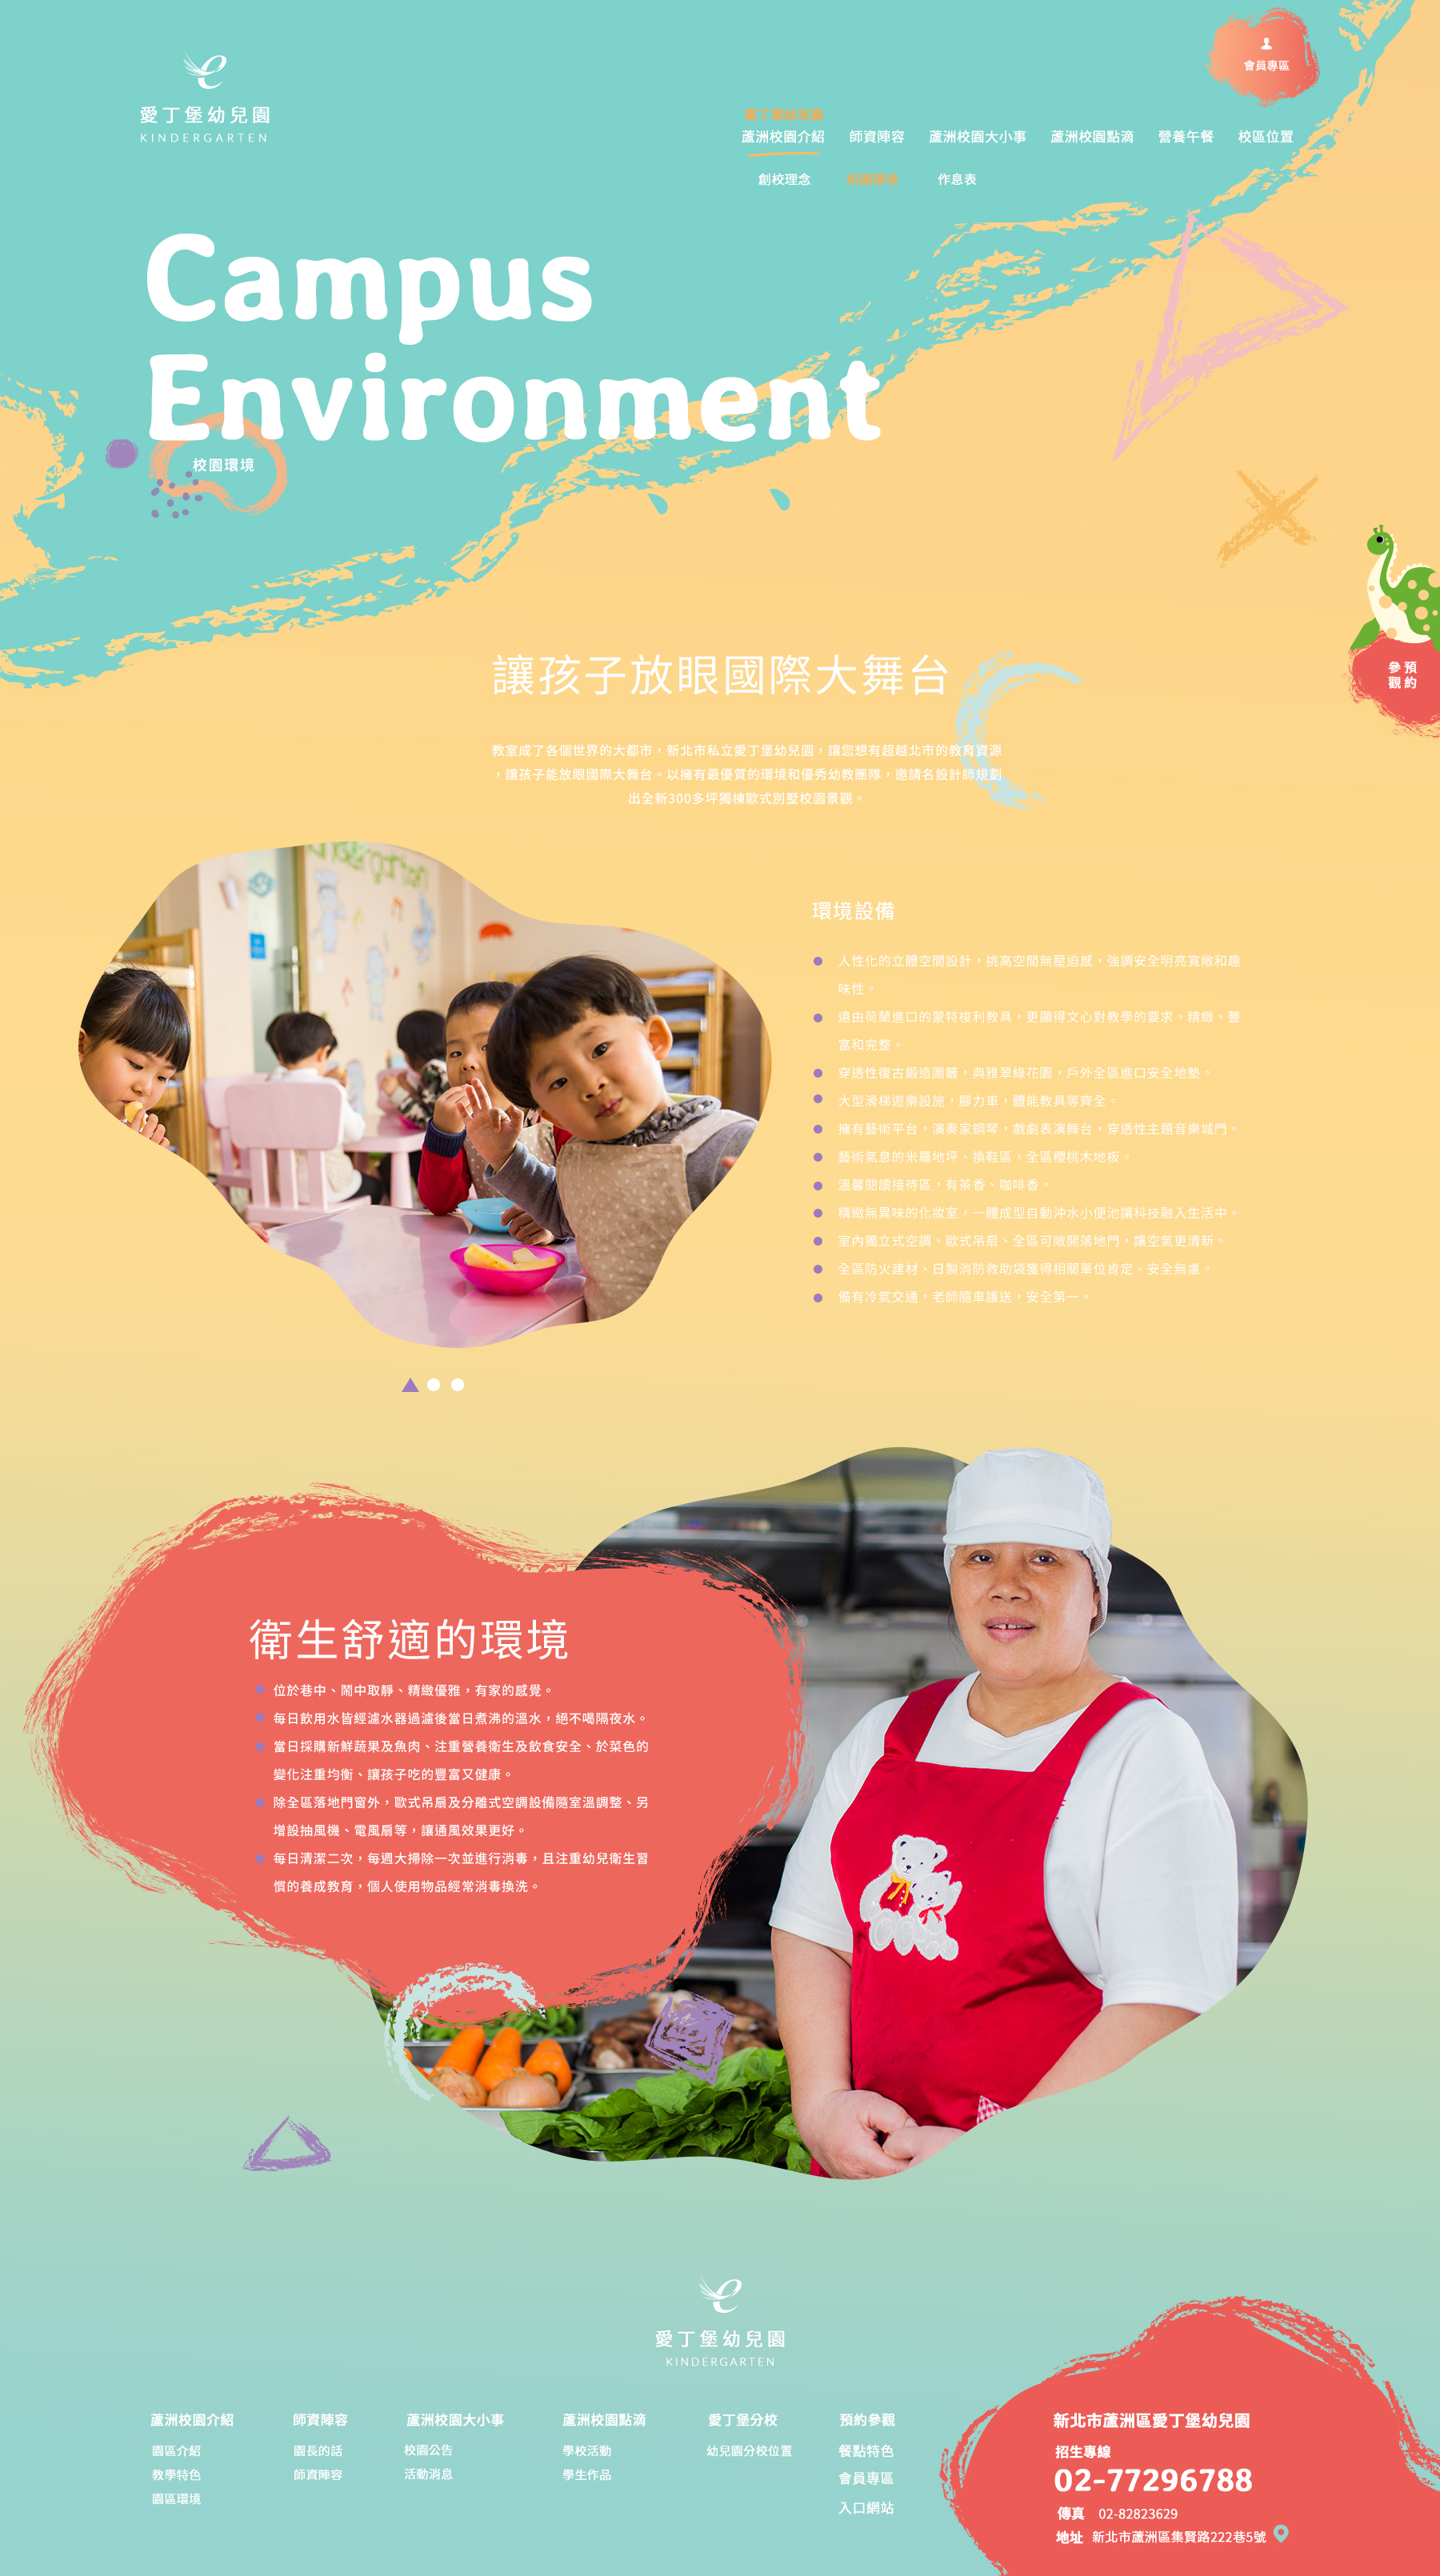 愛丁堡幼兒園
KINDERGARTEN
會員專區
愛丁堡幼兒園
蘆洲校園介紹 師資陣容 蘆洲校園大小事 蘆洲校園點滴 營養午餐 校區位置
創校理念 校園環境 作息表
Campus
Environment
校園環境
參預
觀約
讓孩子放眼國際大舞台
教室成了各個世界的大都市，新北市私立愛丁堡幼兒園，讓您想有超越北市的教育資源
，讓孩子能放眼國際大舞台。以擁有最優質的環境和優秀幼教團隊，邀請名設計師規劃
出全新300多坪獨棟歐式別墅校園景觀。
環境設備
人性化的立體空間設計，挑高空間無壓迫感，強調安全明亮寬敞和趣
味性。
遠由荷蘭進口的蒙特梭利教具，更顯得文心對教學的要求，精緻、豐
富和完整。
穿透性復古鍛造圍籬，典雅翠綠花園，戶外全區進口安全地墊。
大型滑梯遊樂設施，腳力車，體能教具等齊全。
擁有藝術平台，演奏家鋼琴，戲劇表演舞台，穿透性主題音樂城門。
藝術氣息的米羅地坪、換鞋區，全區櫻桃木地板。
溫馨閱讀接待區，有茶香、咖啡香。
精緻無異味的化妝室，一體成型自動沖水小便池讓科技融入生活中。
室內獨立式空調、歐式吊扇、全區可敞開落地門，讓空氣更清新。
全區防火建材、日製消防救助袋獲得相關單位肯定、安全無慮。
備有冷氣交通，老師隨車護送，安全第一。
衛生舒適的環境
位於巷中、鬧中取靜、精緻優雅，有家的感覺。
每日飲用水皆經濾水器過濾後當日煮沸的溫水，絕不喝隔夜水。
當日採購新鮮蔬果及魚肉、注重營養衛生及飲食安全、於菜色的
變化注重均衡、讓孩子吃的豐富又健康。
除全區落地門窗外，歐式吊扇及分離式空調設備隨室溫調整、另
增設抽風機、電風扇等，讓通風效果更好。
每日清潔二次，每週大掃除一次並進行消毒，且注重幼兒衛生習
慣的養成教育，個人使用物品經常消毒換洗。
愛丁堡幼兒園
KINDERGARTEN
蘆洲校園介紹 師資陣容 蘆洲校園大小事 蘆洲校園點滴 愛丁堡分校 預約參觀
園區介紹 園長的話 校園公告 學校活動 幼兒園分校位置 餐點特色
教學特色 師資陣容 活動消息 學生作品 會員專區
園區環境 入口網站
新北市蘆洲區愛丁堡幼兒園
招生專線
02-77296788
傳真 02-82823629
地址 新北市蘆洲區集賢路222巷5號